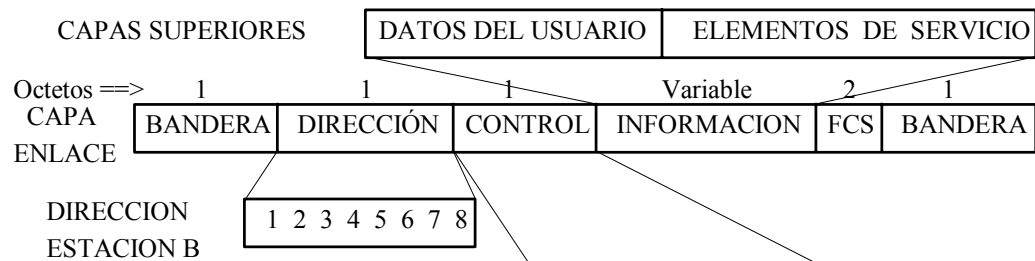 CAPAS SUPERIORES DATOS DEL USUARIO ELEMENTOS DE SERVICIO
Octetos ==> 1 1 1 Variable 2 1
CAPA ENLACE BANDERA DIRECCIÓN CONTROL INFORMACION FCS BANDERA
DIRECCION ESTACION B 1 2 3 4 5 6 7 8